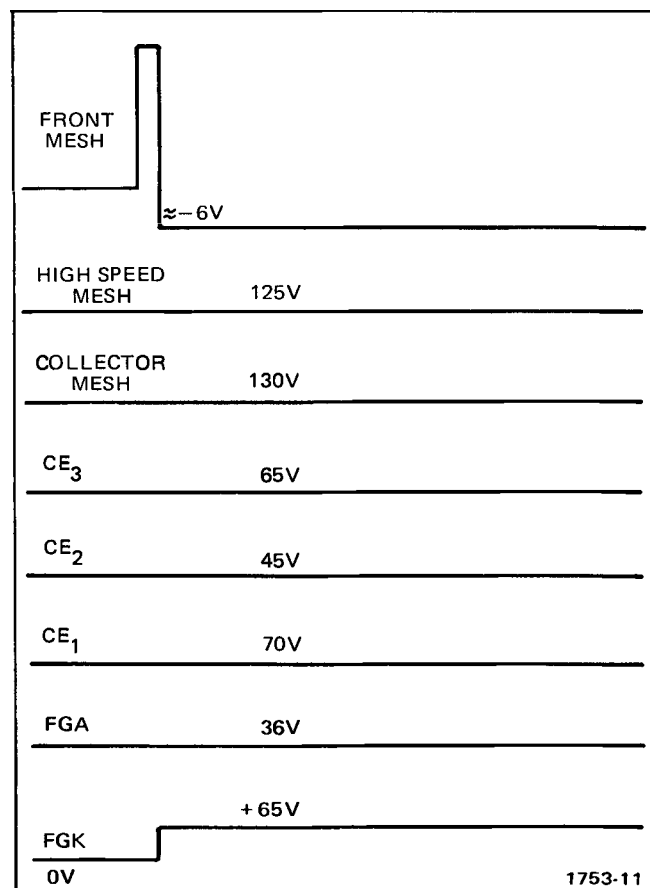 FRONT
MESH
≈−6V
HIGH SPEED
MESH
125V
COLLECTOR
MESH
130V
CE₃
65V
CE₂
45V
CE₁
70V
FGA
36V
+65V
FGK
0V
1753-11